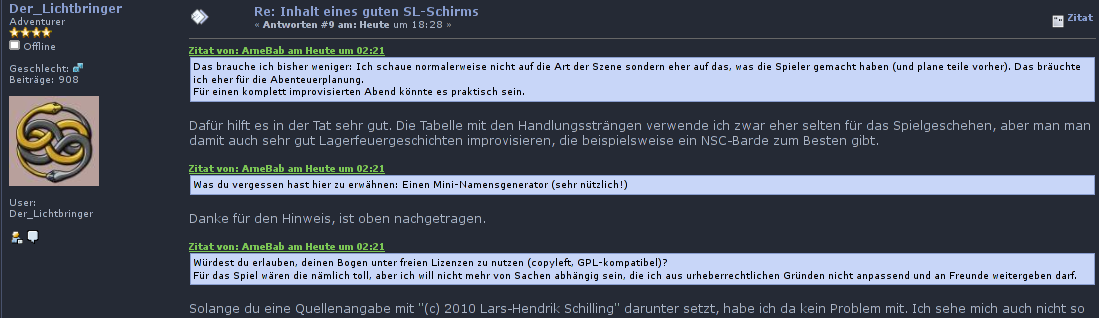 Der_Lichtbringer
Adventurer
Offline
Geschlecht:
Beiträge: 908
User:
Der_Lichtbringer
Re: Inhalt eines guten SL-Schirms
« Antworten #9 am: Heute um 18:28 »
Zitat
Zitat von: ArneBab am Heute um 02:21
Das brauche ich bisher weniger: Ich schaue normalerweise nicht auf die Art der Szene sondern eher auf das, was die Spieler gemacht haben (und plane teile vorher). Das bräuchte
ich eher für die Abenteuerplanung.
Für einen komplett improvisierten Abend könnte es praktisch sein.
Dafür hilft es in der Tat sehr gut. Die Tabelle mit den Handlungssträngen verwende ich zwar eher selten für das Spielgeschehen, aber man man
damit auch sehr gut Lagerfeuergeschichten improvisieren, die beispielsweise ein NSC-Barde zum Besten gibt.
Zitat von: ArneBab am Heute um 02:21
Was du vergessen hast hier zu erwähnen: Einen Mini-Namensgenerator (sehr nützlich!)
Danke für den Hinweis, ist oben nachgetragen.
Zitat von: ArneBab am Heute um 02:21
Würdest du erlauben, deinen Bogen unter freien Lizenzen zu nutzen (copyleft, GPL-kompatibel)?
Für das Spiel wären die nämlich toll, aber ich will nicht mehr von Sachen abhängig sein, die ich aus urheberrechtlichen Gründen nicht anpassend und an Freunde weitergeben darf.
Solange du eine Quellenangabe mit "(c) 2010 Lars-Hendrik Schilling" darunter setzt, habe ich da kein Problem mit. Ich sehe mich auch nicht so